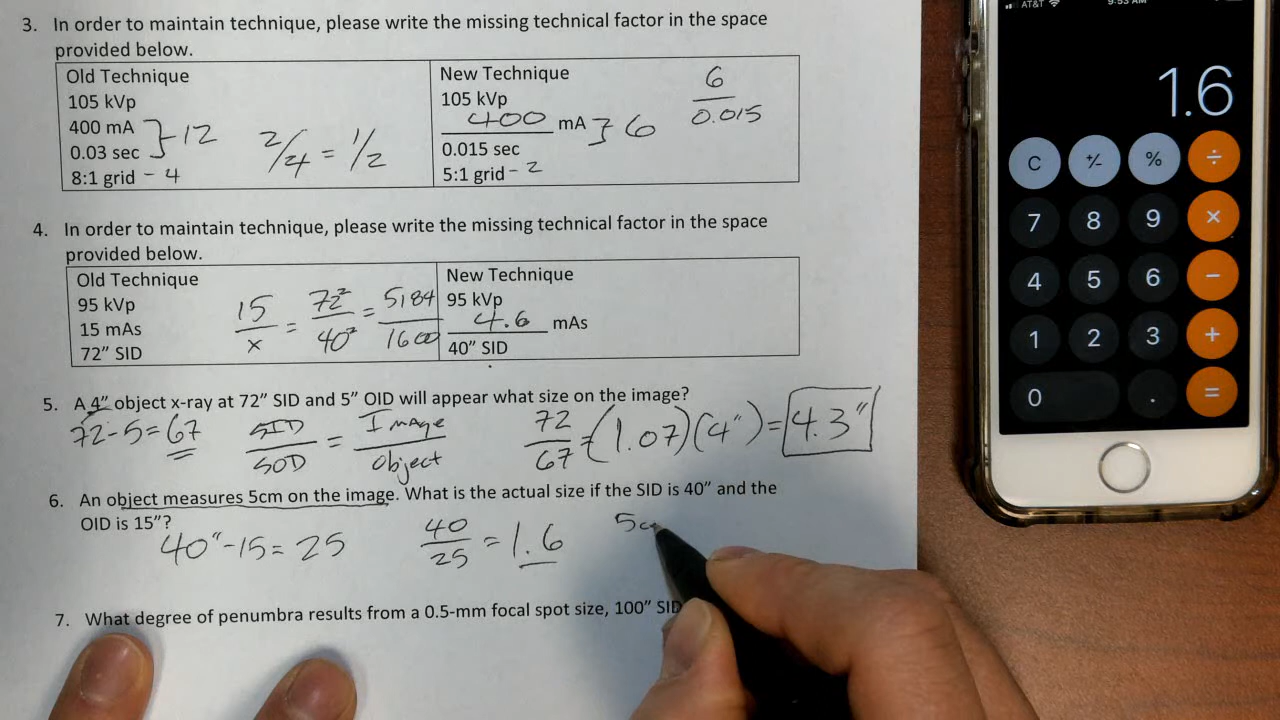 3. In order to maintain technique, please write the missing technical factor in the space
provided below.
Old Technique
105 kVp
400 mA } 12
0.03 sec
8:1 grid - 4
2/4 = 1/2
New Technique
105 kVp
400 mA } 6
0.015 sec
5:1 grid - 2
6
0.015
4. In order to maintain technique, please write the missing technical factor in the space
provided below.
Old Technique
95 kVp
15 mAs
72" SID
15/x = 72²/40² = 5184/1600
New Technique
95 kVp
4.6 mAs
40" SID
5. A 4" object x-ray at 72" SID and 5" OID will appear what size on the image?
72-5=67 SID/SOD = Image/Object 72/67 = (1.07)(4") = 4.3"
6. An object measures 5cm on the image. What is the actual size if the SID is 40" and the
OID is 15"?
40"-15= 25 40/25 = 1.6 5c
7. What degree of penumbra results from a 0.5-mm focal spot size, 100" SID
AT&T 9:53 AM
1.6
C +/- % ÷
7 8 9 ×
4 5 6 −
1 2 3 +
0 . =